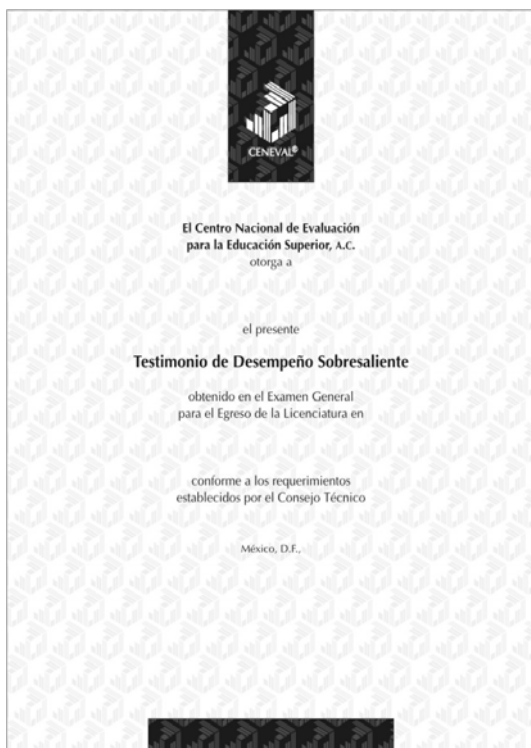 CENEVAL®
El Centro Nacional de Evaluación
para la Educación Superior, A.C.
otorga a
el presente
Testimonio de Desempeño Sobresaliente
obtenido en el Examen General
para el Egreso de la Licenciatura en
conforme a los requerimientos
establecidos por el Consejo Técnico
México, D.F.,